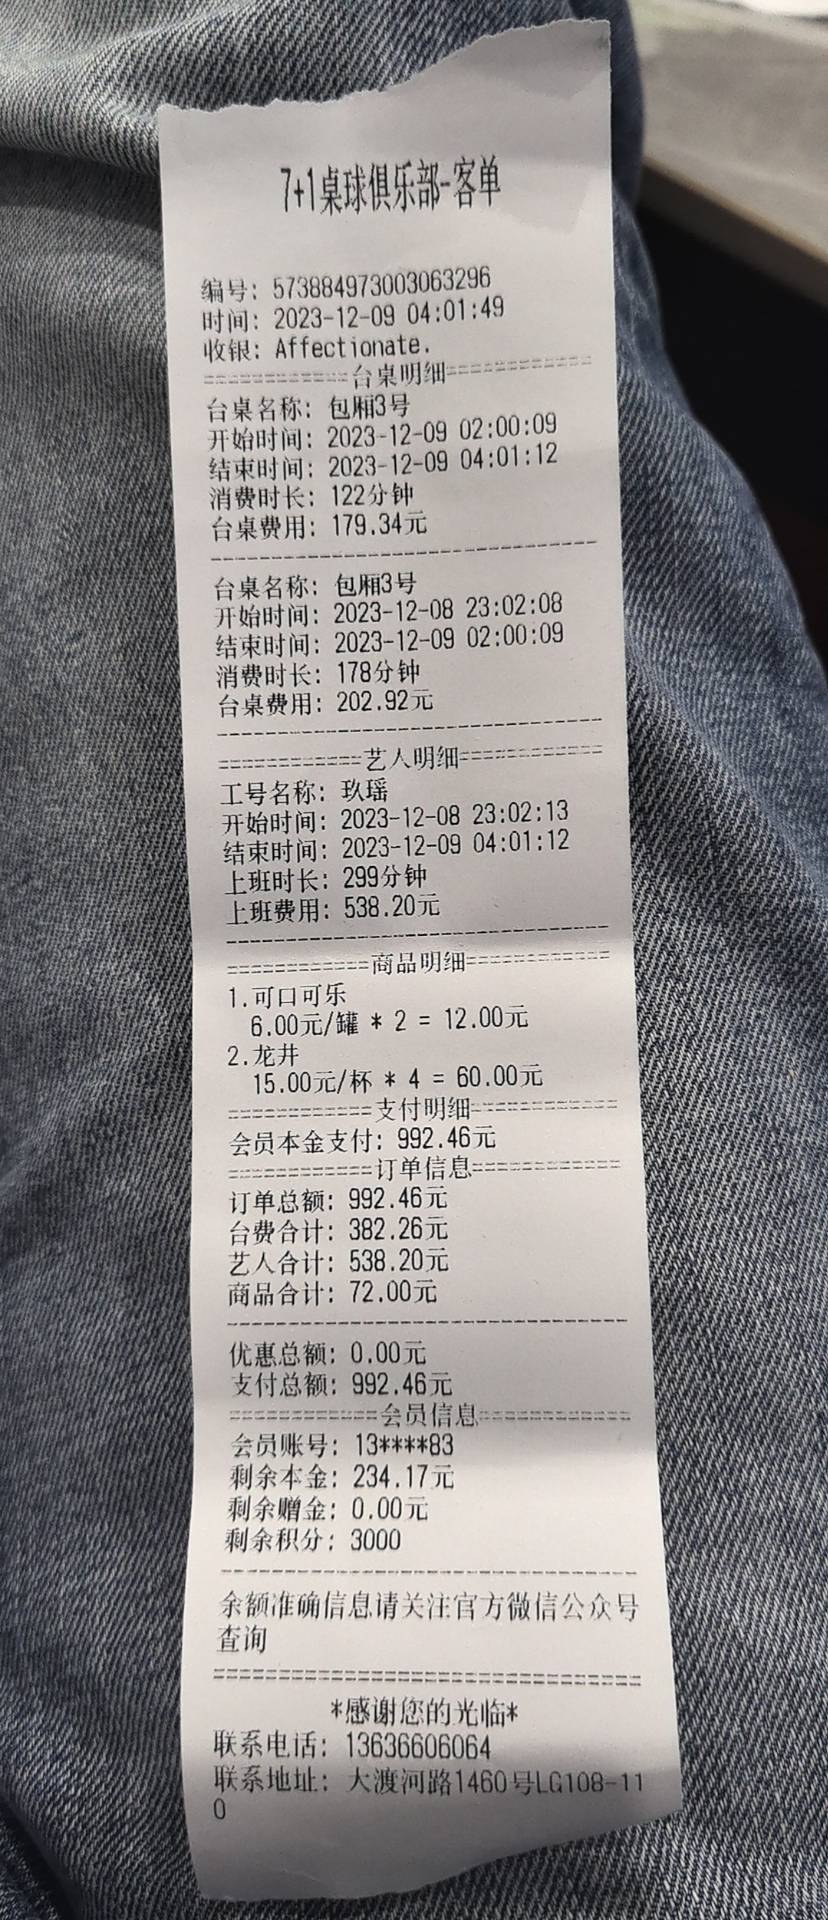 7+1桌球俱乐部-客单
编号: 573884973003063296
时间: 2023-12-09 04:01:49
收银: Affectionate.
============台桌明细============
台桌名称: 包厢3号
开始时间: 2023-12-09 02:00:09
结束时间: 2023-12-09 04:01:12
消费时长: 122分钟
台桌费用: 179.34元
--------------------------------
台桌名称: 包厢3号
开始时间: 2023-12-08 23:02:08
结束时间: 2023-12-09 02:00:09
消费时长: 178分钟
台桌费用: 202.92元
--------------------------------
============艺人明细============
工号名称: 玖瑶
开始时间: 2023-12-08 23:02:13
结束时间: 2023-12-09 04:01:12
上班时长: 299分钟
上班费用: 538.20元
--------------------------------
============商品明细============
1.可口可乐
6.00元/罐 * 2 = 12.00元
2.龙井
15.00元/杯 * 4 = 60.00元
============支付明细============
会员本金支付: 992.46元
============订单信息============
订单总额: 992.46元
台费合计: 382.26元
艺人合计: 538.20元
商品合计: 72.00元
--------------------------------
优惠总额: 0.00元
支付总额: 992.46元
============会员信息============
会员账号: 13****83
剩余本金: 234.17元
剩余赠金: 0.00元
剩余积分: 3000
--------------------------------
余额准确信息请关注官方微信公众号
查询
================================
*感谢您的光临*
联系电话: 13636606064
联系地址: 大渡河路1460号LG108-11
0